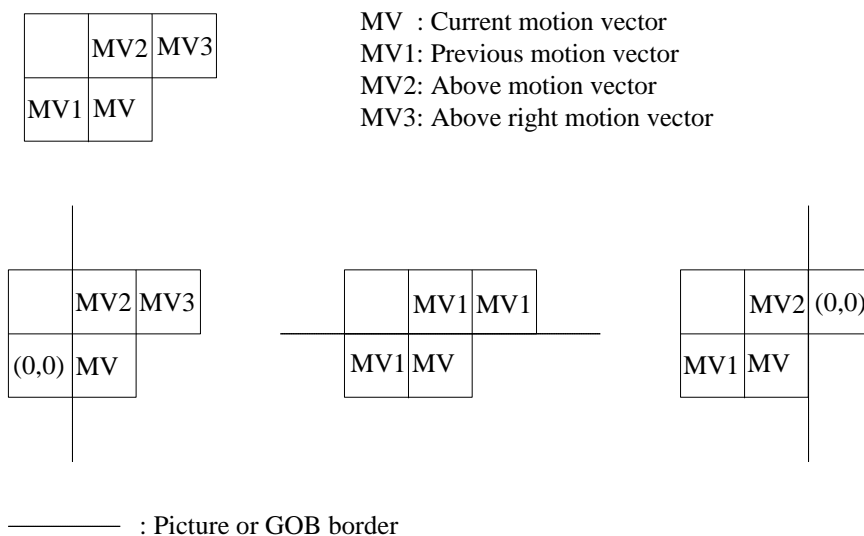 MV2 MV3
MV1 MV
MV : Current motion vector
MV1: Previous motion vector
MV2: Above motion vector
MV3: Above right motion vector
MV2 MV3
(0,0) MV
MV1 MV1
MV1 MV
MV2 (0,0)
MV1 MV
: Picture or GOB border